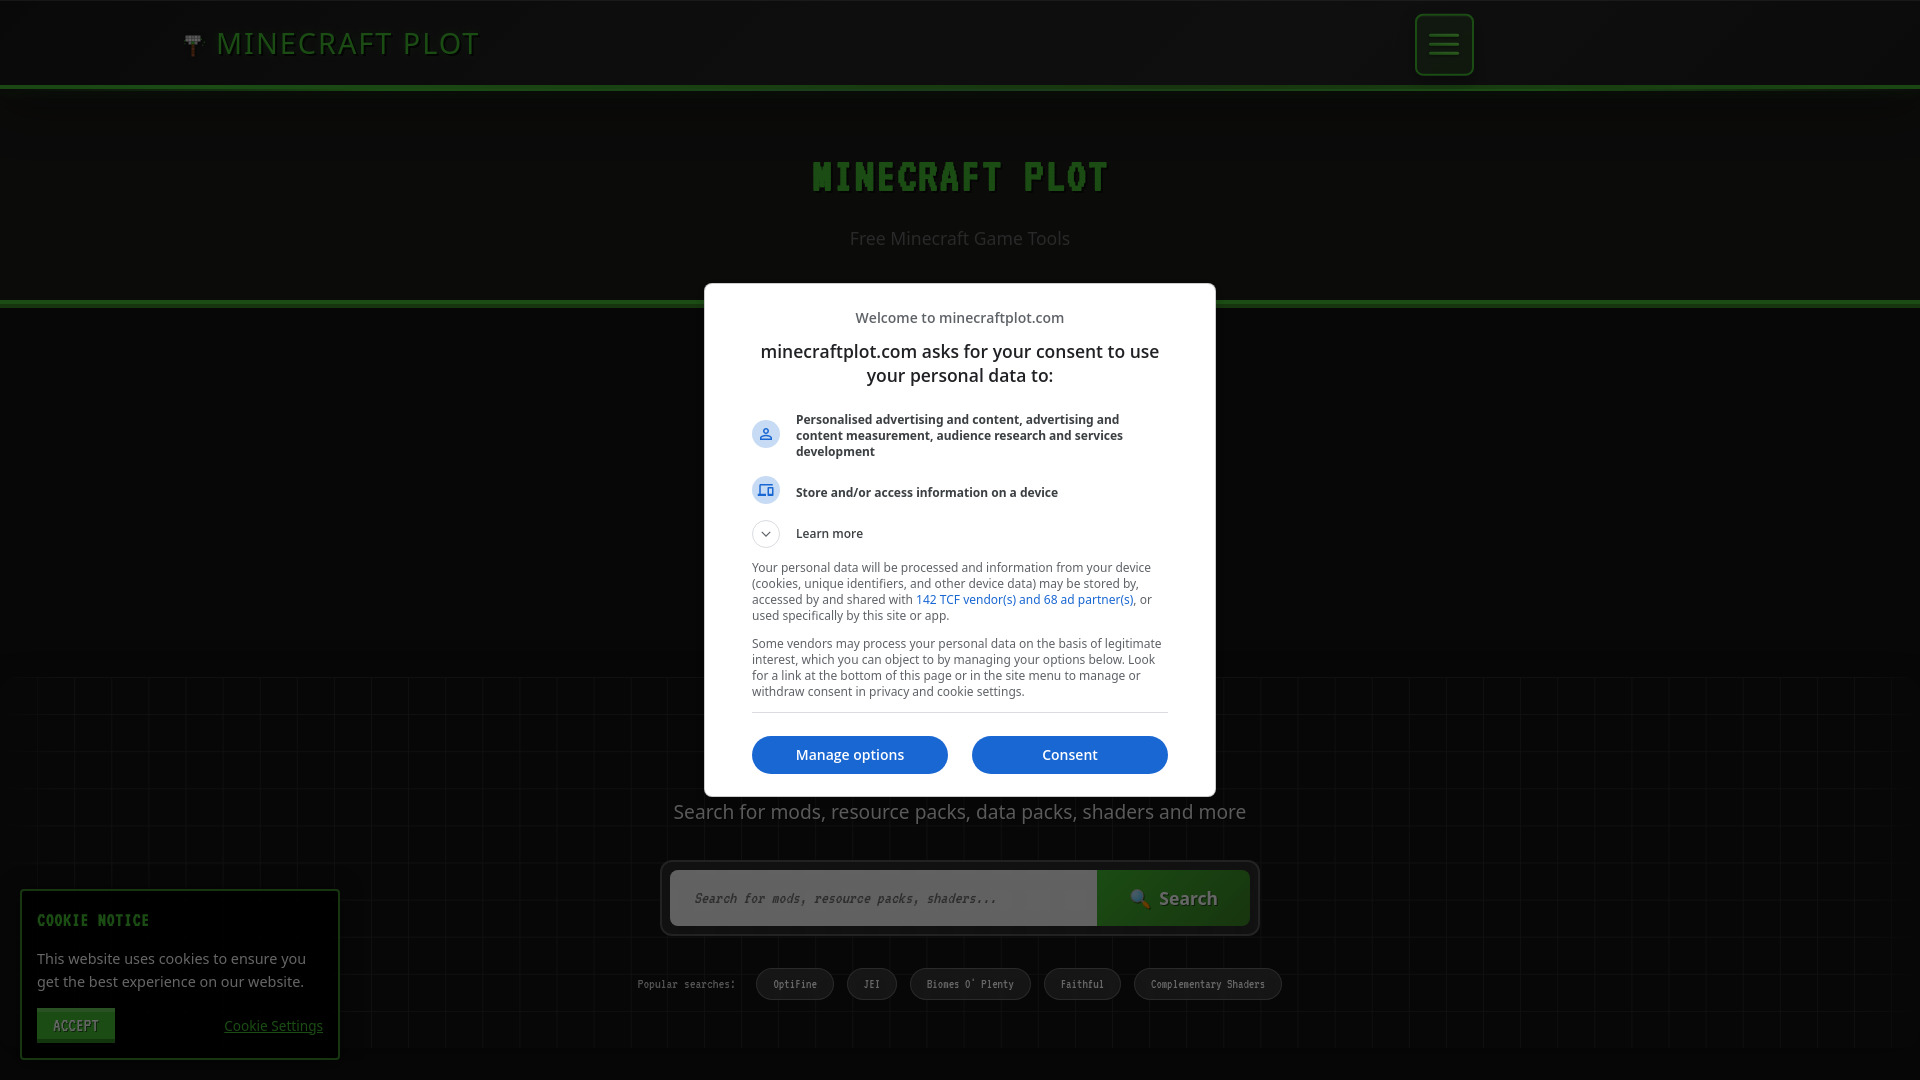 MINECRAFT PLOT
MINECRAFT PLOT
Free Minecraft Game Tools
Welcome to minecraftplot.com
minecraftplot.com asks for your consent to use
your personal data to:
Personalised advertising and content, advertising and
content measurement, audience research and services
development
Store and/or access information on a device
Learn more
Your personal data will be processed and information from your device
(cookies, unique identifiers, and other device data) may be stored by,
accessed by and shared with 142 TCF vendor(s) and 68 ad partner(s), or
used specifically by this site or app.
Some vendors may process your personal data on the basis of legitimate
interest, which you can object to by managing your options below. Look
for a link at the bottom of this page or in the site menu to manage or
withdraw consent in privacy and cookie settings.
Manage options
Consent
Search for mods, resource packs, data packs, shaders and more
Search for mods, resource packs, shaders...
Search
Popular searches:
OptiFine
JEI
Biomes O' Plenty
Faithful
Complementary Shaders
COOKIE NOTICE
This website uses cookies to ensure you
get the best experience on our website.
ACCEPT
Cookie Settings